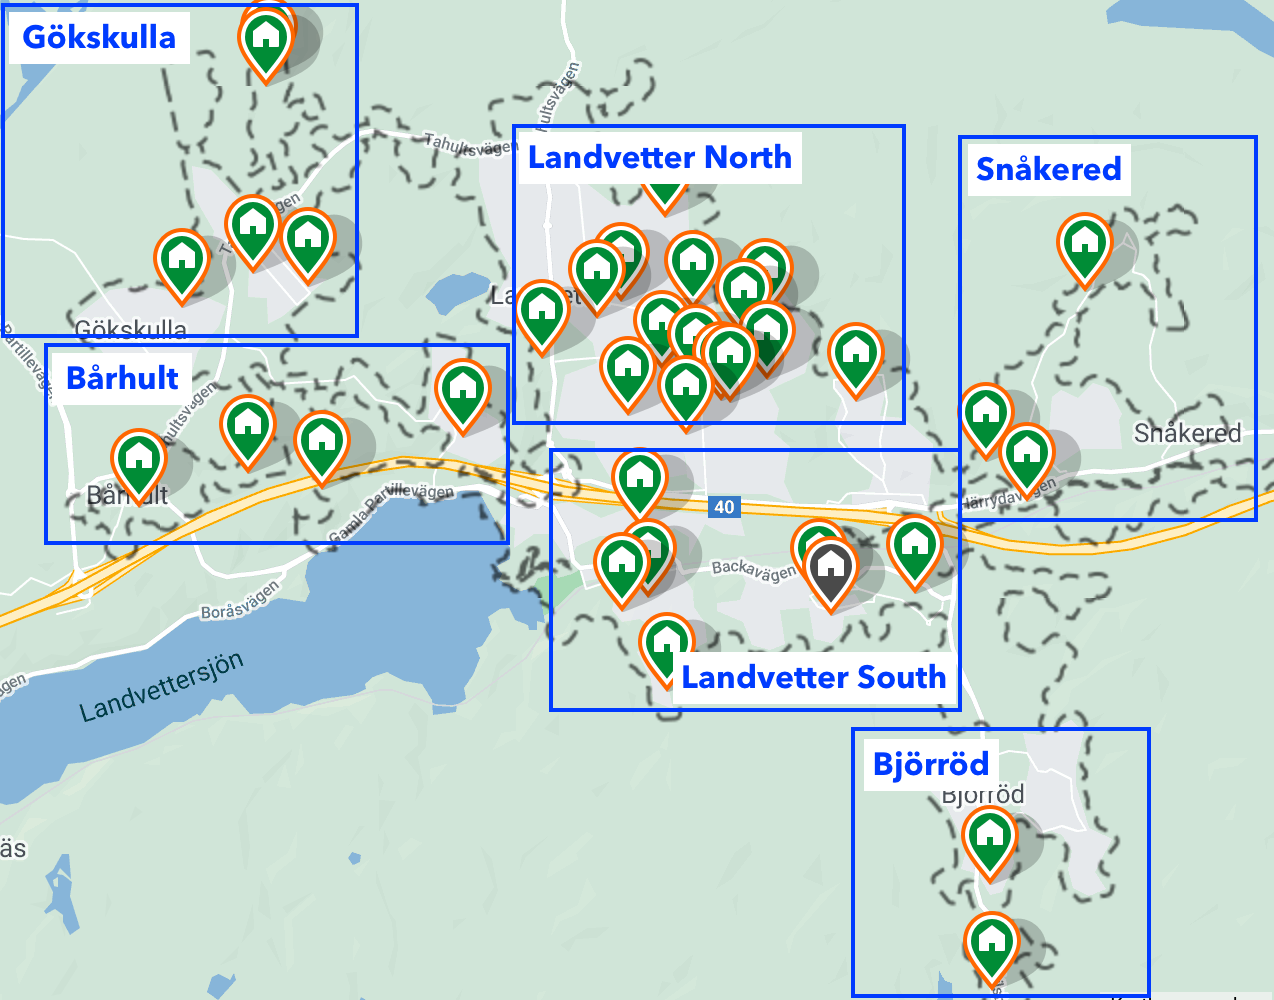 Gökskulla
hultsvägen
Tahultsvägen
Landvetter North
Snåkered
Gökskulla
Partillevägen
Bårhult
hultsvägen
Snåkered
Bårhult
Gamla Partillevägen
40
Härrydavägen
Backavägen
Boråsvägen
Landvettersjön
Landvetter South
Björröd
Björröd
äs